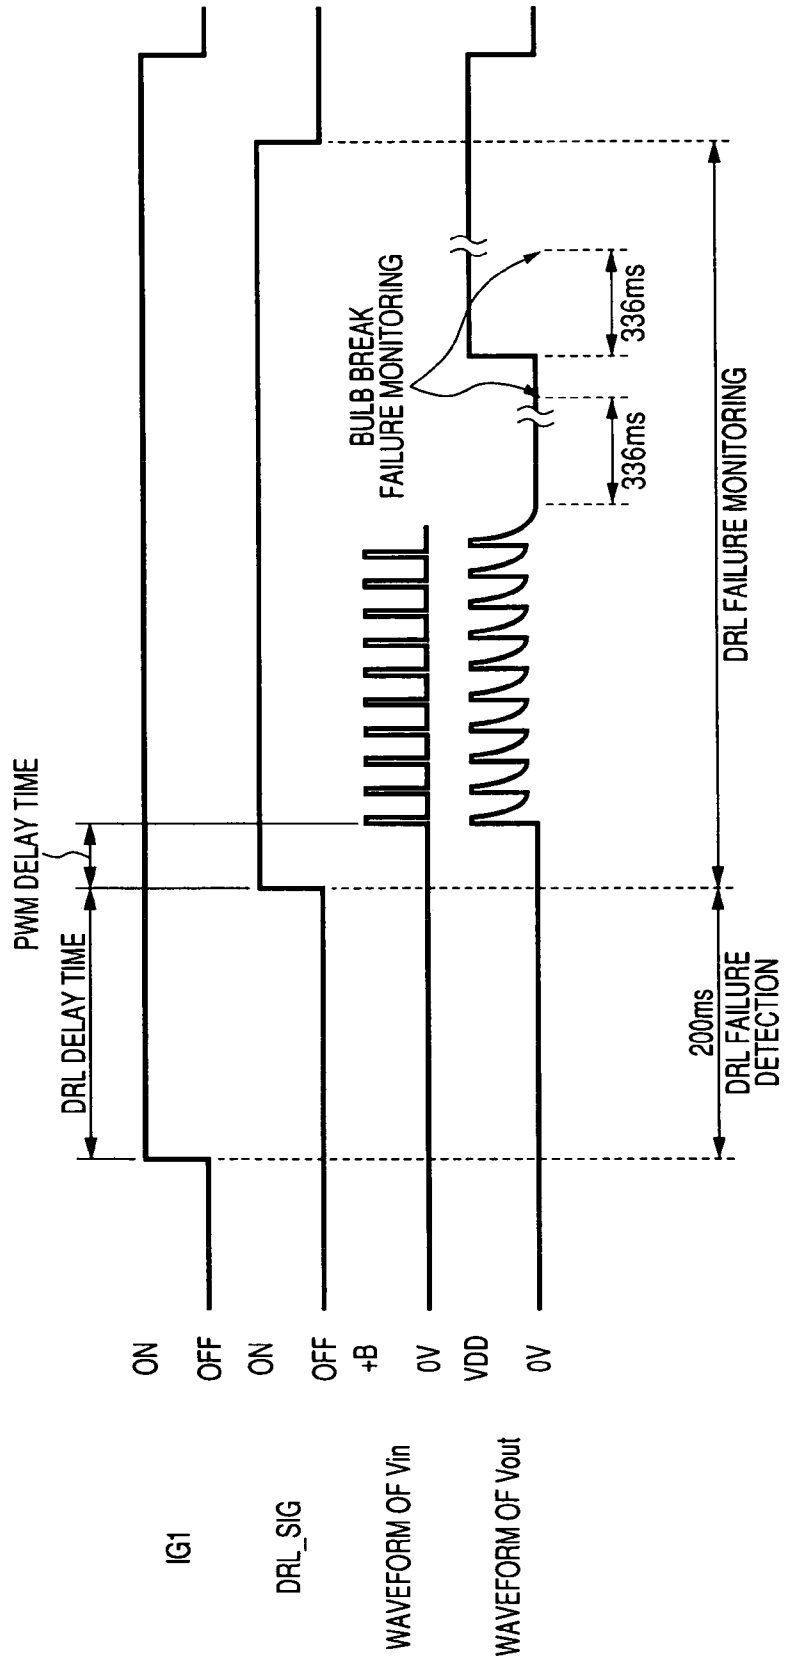 PWM DELAY TIME
DRL DELAY TIME
IG1
ON
OFF
DRL_SIG
ON
OFF
WAVEFORM OF Vin
+B
0V
WAVEFORM OF Vout
VDD
0V
BULB BREAK
FAILURE MONITORING
336ms
336ms
200ms
DRL FAILURE
DETECTION
DRL FAILURE MONITORING